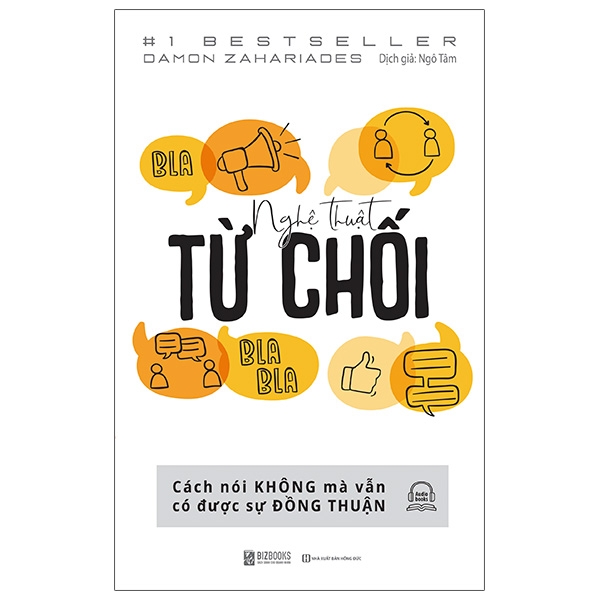 #1 BESTSELLER
DAMON ZAHARIADES Dịch giả: Ngô Tâm
BLA
Nghệ thuật
TỪ CHỐI
BLA
BLA
Cách nói KHÔNG mà vẫn
có được sự ĐỒNG THUẬN
Audio
books
BIZBOOKS
NHÀ XUẤT BẢN HỒNG ĐỨC